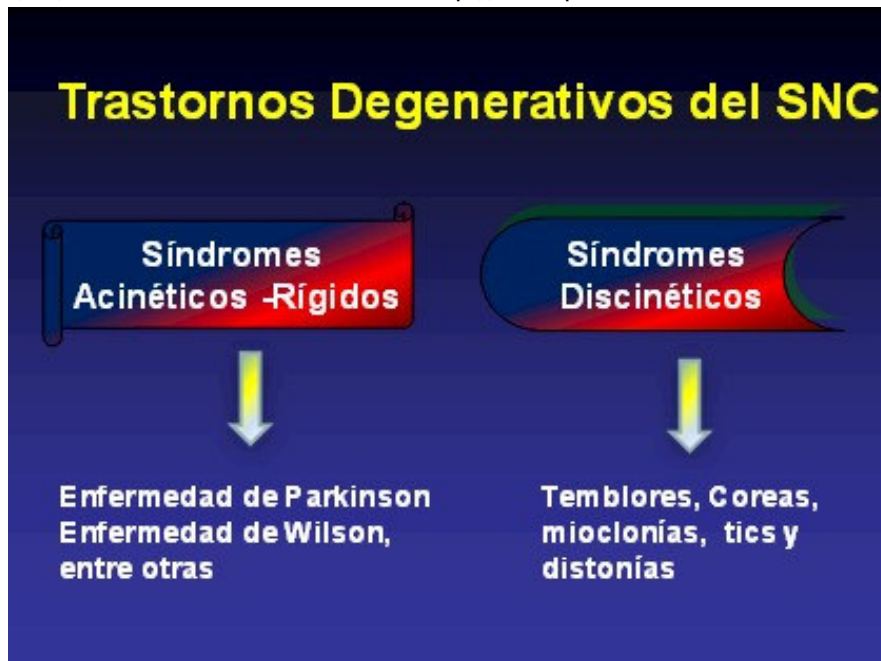 Trastornos Degenerativos del SNC
Síndromes
Acinéticos -Rígidos
Síndromes
Discinéticos
Enfermedad de Parkinson
Enfermedad de Wilson,
entre otras
Temblores, Coreas,
mioclonías, tics y
distonías